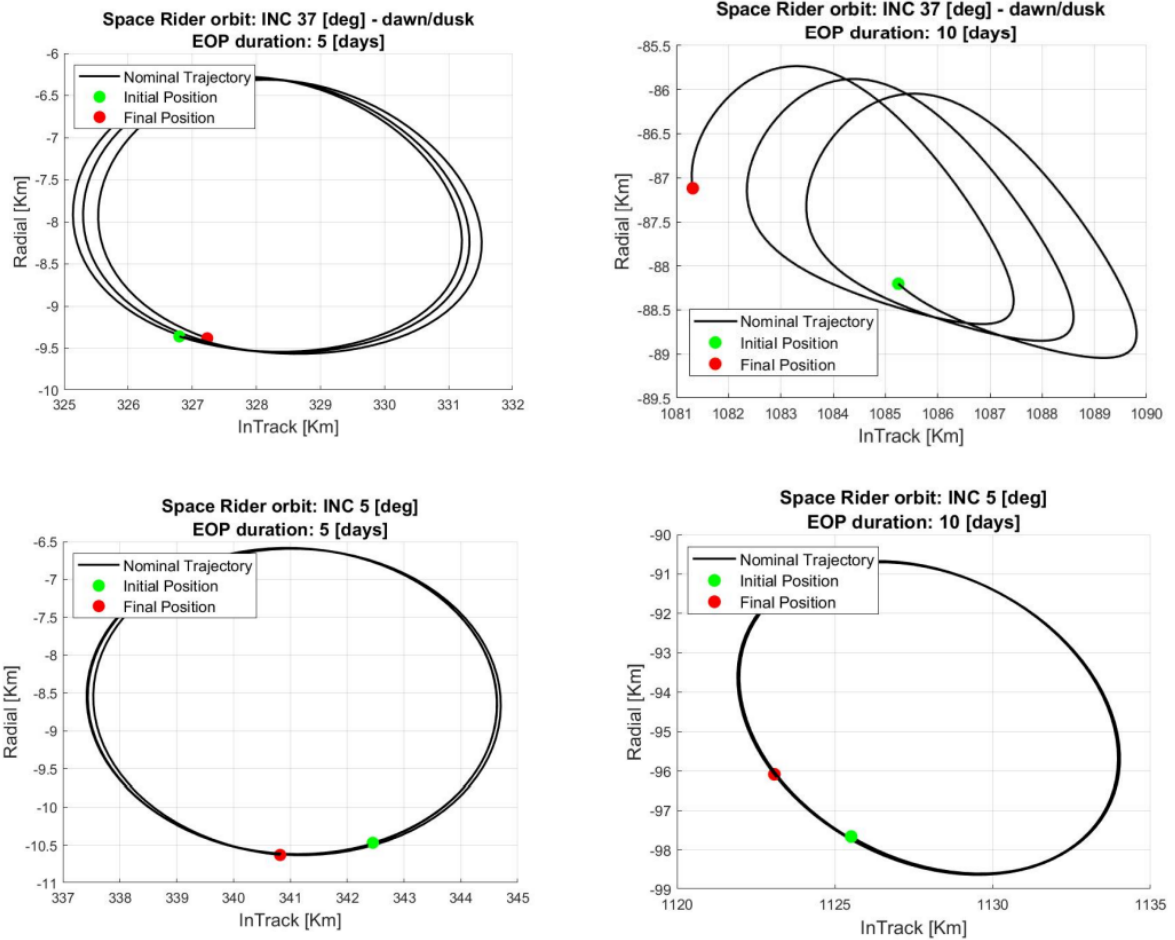 Space Rider orbit: INC 37 [deg] - dawn/dusk
EOP duration: 5 [days]
-6
-6.5
-7
-7.5
-8
-8.5
-9
-9.5
-10
Radial [Km]
Nominal Trajectory
Initial Position
Final Position
325 326 327 328 329 330 331 332
InTrack [Km]
Space Rider orbit: INC 37 [deg] - dawn/dusk
EOP duration: 10 [days]
-85.5
-86
-86.5
-87
-87.5
-88
-88.5
-89
-89.5
Radial [Km]
Nominal Trajectory
Initial Position
Final Position
1081 1082 1083 1084 1085 1086 1087 1088 1089 1090
InTrack [Km]
Space Rider orbit: INC 5 [deg]
EOP duration: 5 [days]
-6.5
-7
-7.5
-8
-8.5
-9
-9.5
-10
-10.5
-11
Radial [Km]
Nominal Trajectory
Initial Position
Final Position
337 338 339 340 341 342 343 344 345
InTrack [Km]
Space Rider orbit: INC 5 [deg]
EOP duration: 10 [days]
-90
-91
-92
-93
-94
-95
-96
-97
-98
-99
Radial [Km]
Nominal Trajectory
Initial Position
Final Position
1120 1125 1130 1135
InTrack [Km]